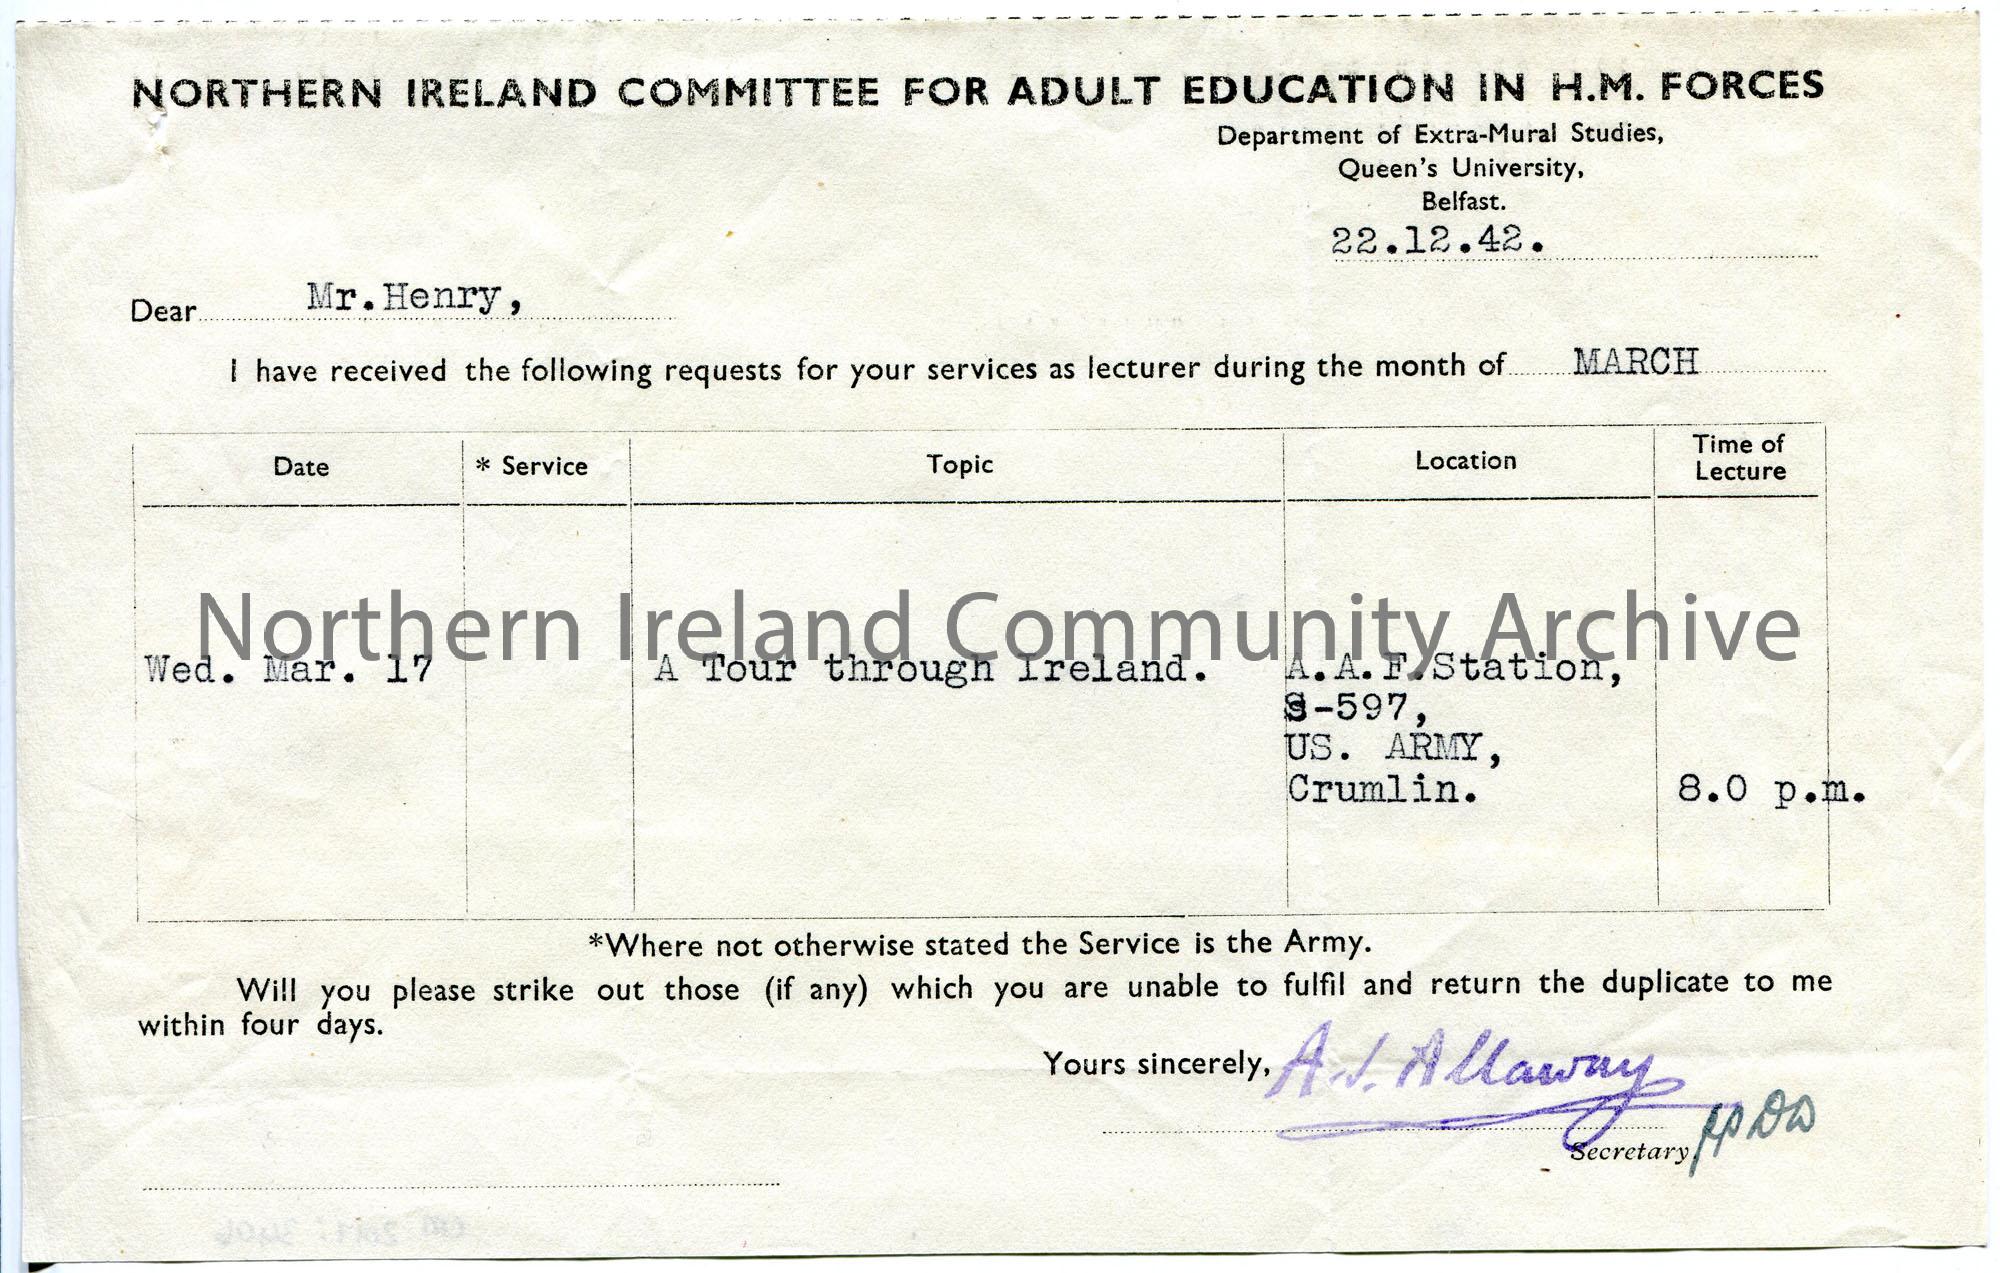 NORTHERN IRELAND COMMITTEE FOR ADULT EDUCATION IN H.M. FORCES
Department of Extra-Mural Studies,
Queen's University,
Belfast.
22.12.42.
Dear Mr.Henry,
I have received the following requests for your services as lecturer during the month of MARCH
Date * Service Topic Location Time of Lecture
Northern Ireland Community Archive
Wed. Mar. 17 A Tour through Ireland. A.A.F.Station,
S-597,
US. ARMY,
Crumlin. 8.0 p.m.
*Where not otherwise stated the Service is the Army.
Will you please strike out those (if any) which you are unable to fulfil and return the duplicate to me
within four days.
Yours sincerely, A.J. Allaway
Secretary.